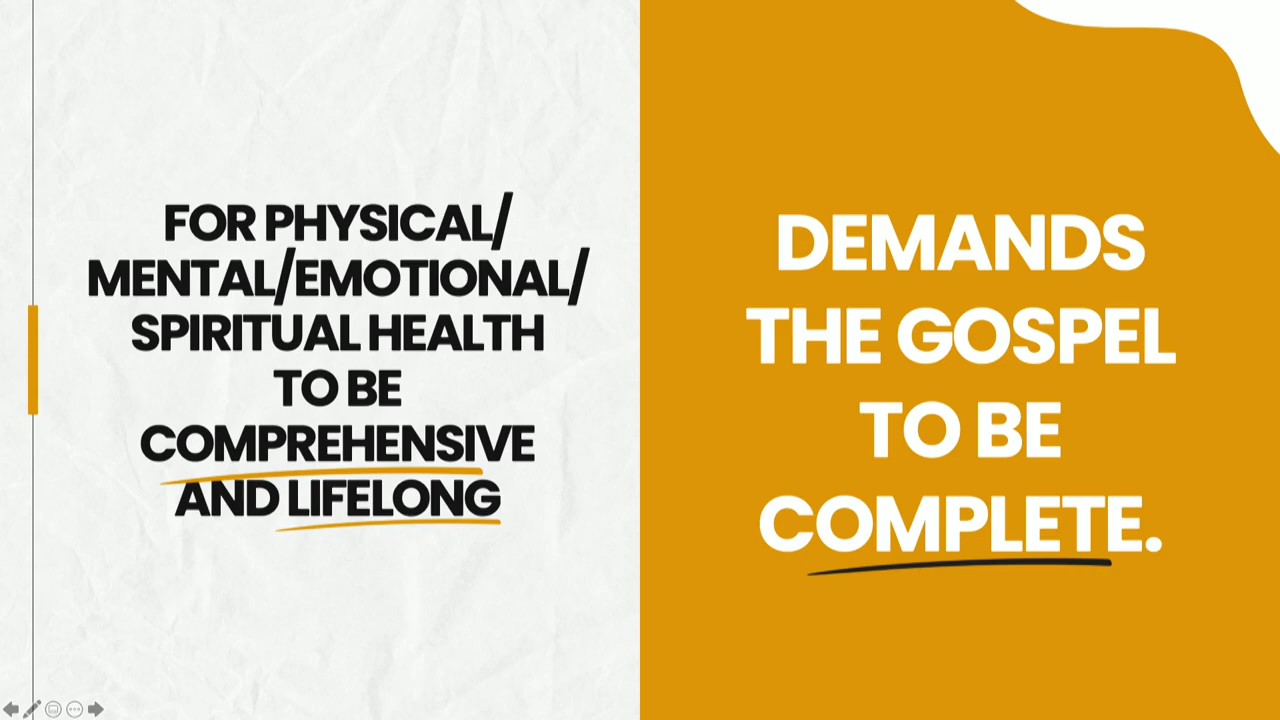 FOR PHYSICAL/
MENTAL/EMOTIONAL/
SPIRITUAL HEALTH
TO BE
COMPREHENSIVE
AND LIFELONG
DEMANDS
THE GOSPEL
TO BE
COMPLETE.